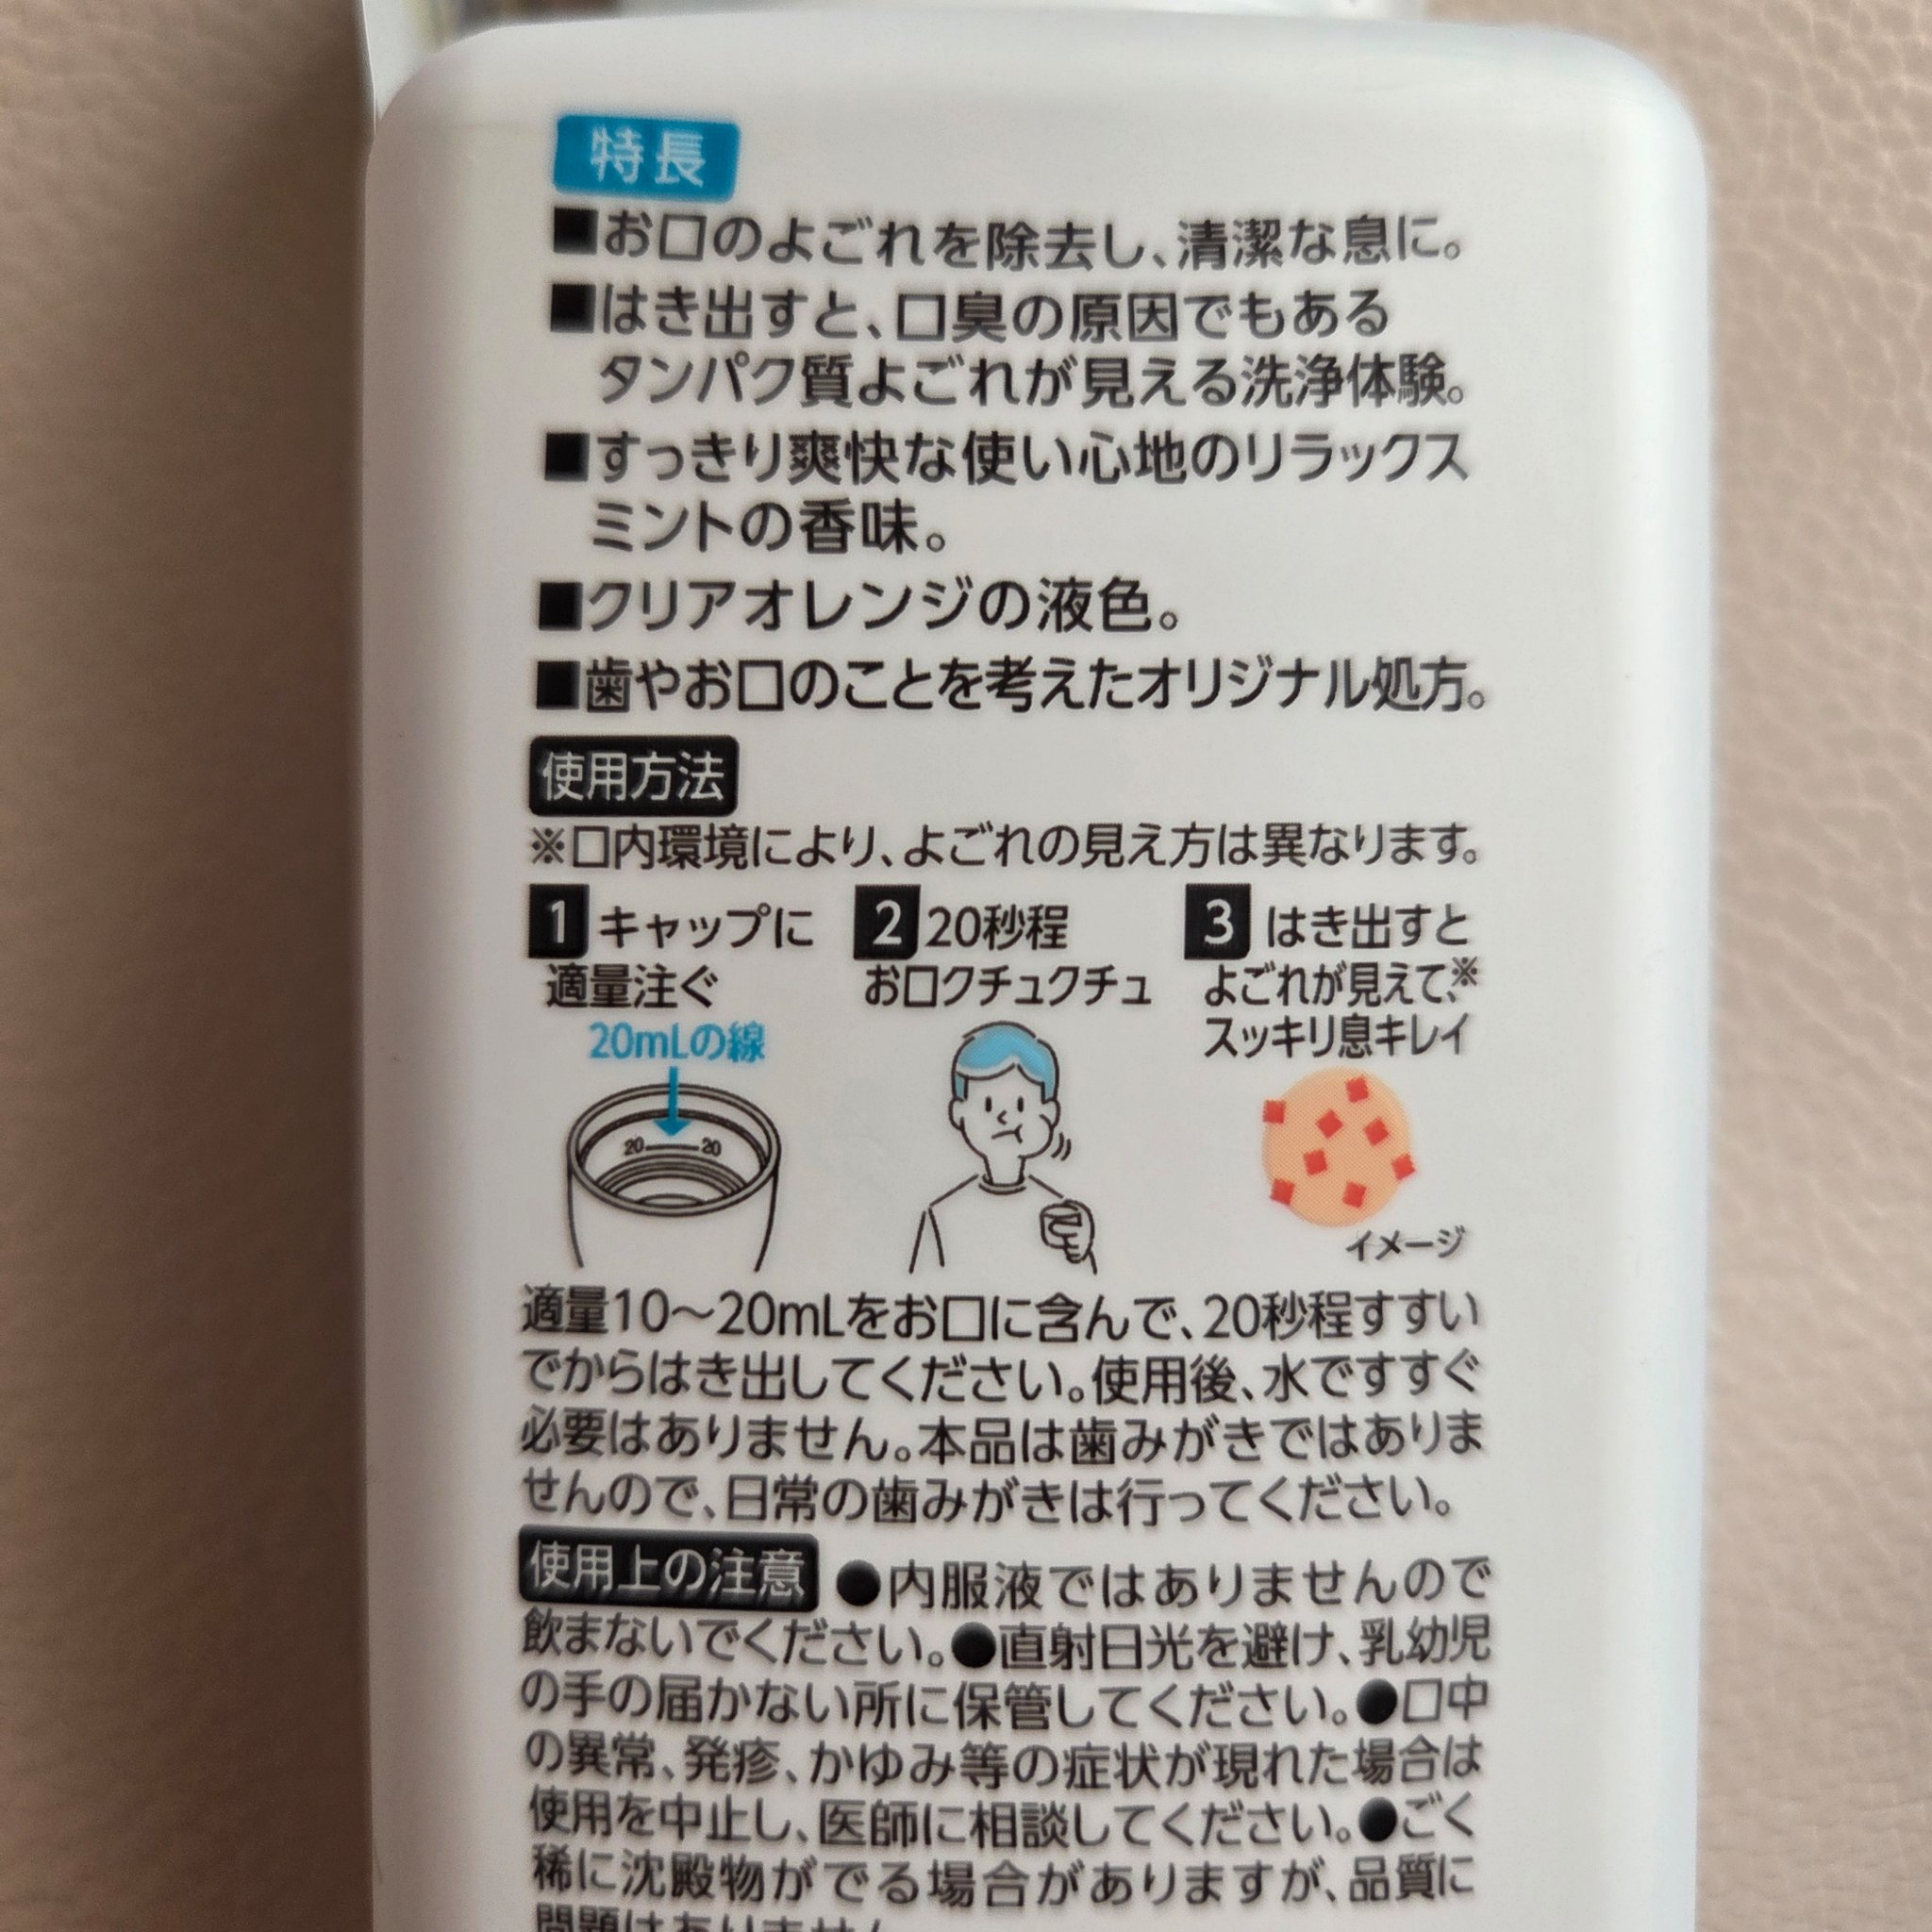 特長
■お口のよごれを除去し、清潔な息に。
■はき出すと、口臭の原因でもある
タンパク質よごれが見える洗浄体験。
■すっきり爽快な使い心地のリラックス
ミントの香味。
■クリアオレンジの液色。
■歯やお口のことを考えたオリジナル処方。
使用方法
※口内環境により、よごれの見え方は異なります。
1 キャップに
適量注ぐ
20mLの線
20 20
2 20秒程
お口クチュクチュ
3 はき出すと
よごれが見えて、※
スッキリ息キレイ
イメージ
適量10～20mLをお口に含んで、20秒程すすい
でからはき出してください。使用後、水ですすぐ
必要はありません。本品は歯みがきではありま
せんので、日常の歯みがきは行ってください。
使用上の注意 ●内服液ではありませんので
飲まないでください。●直射日光を避け、乳幼児
の手の届かない所に保管してください。●口中
の異常、発疹、かゆみ等の症状が現れた場合は
使用を中止し、医師に相談してください。●ごく
稀に沈殿物がでる場合がありますが、品質に
問題はありません